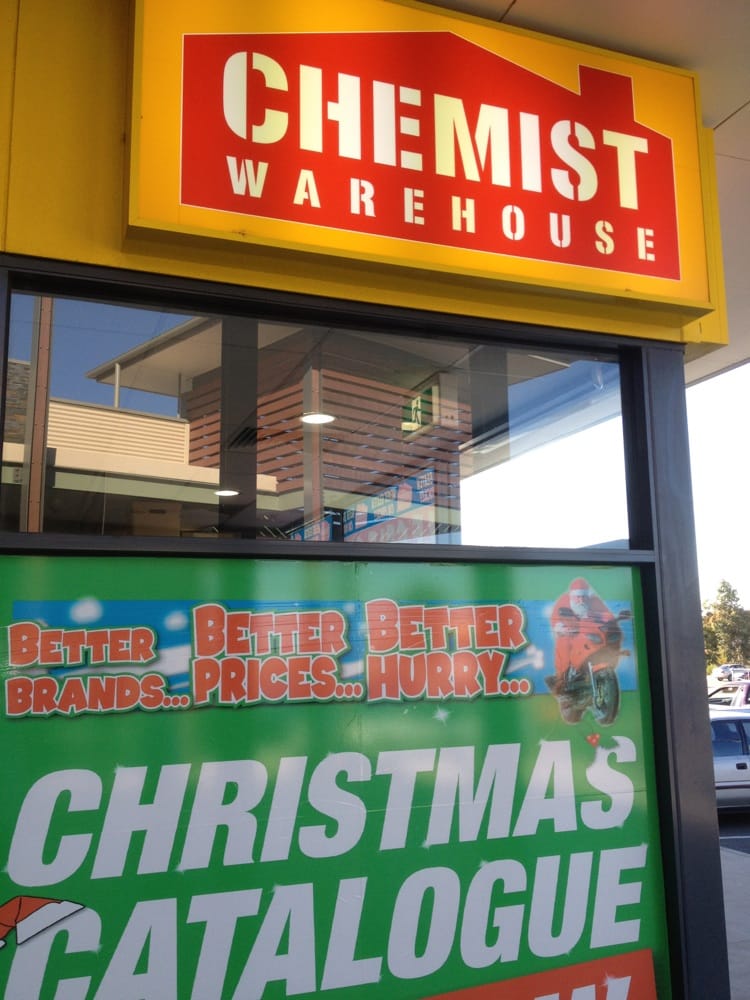 CHEMIST
WAREHOUSE
BETTER BETTER BETTER
BRANDS... PRICES... HURRY...
CHRISTMAS
CATALOGUE